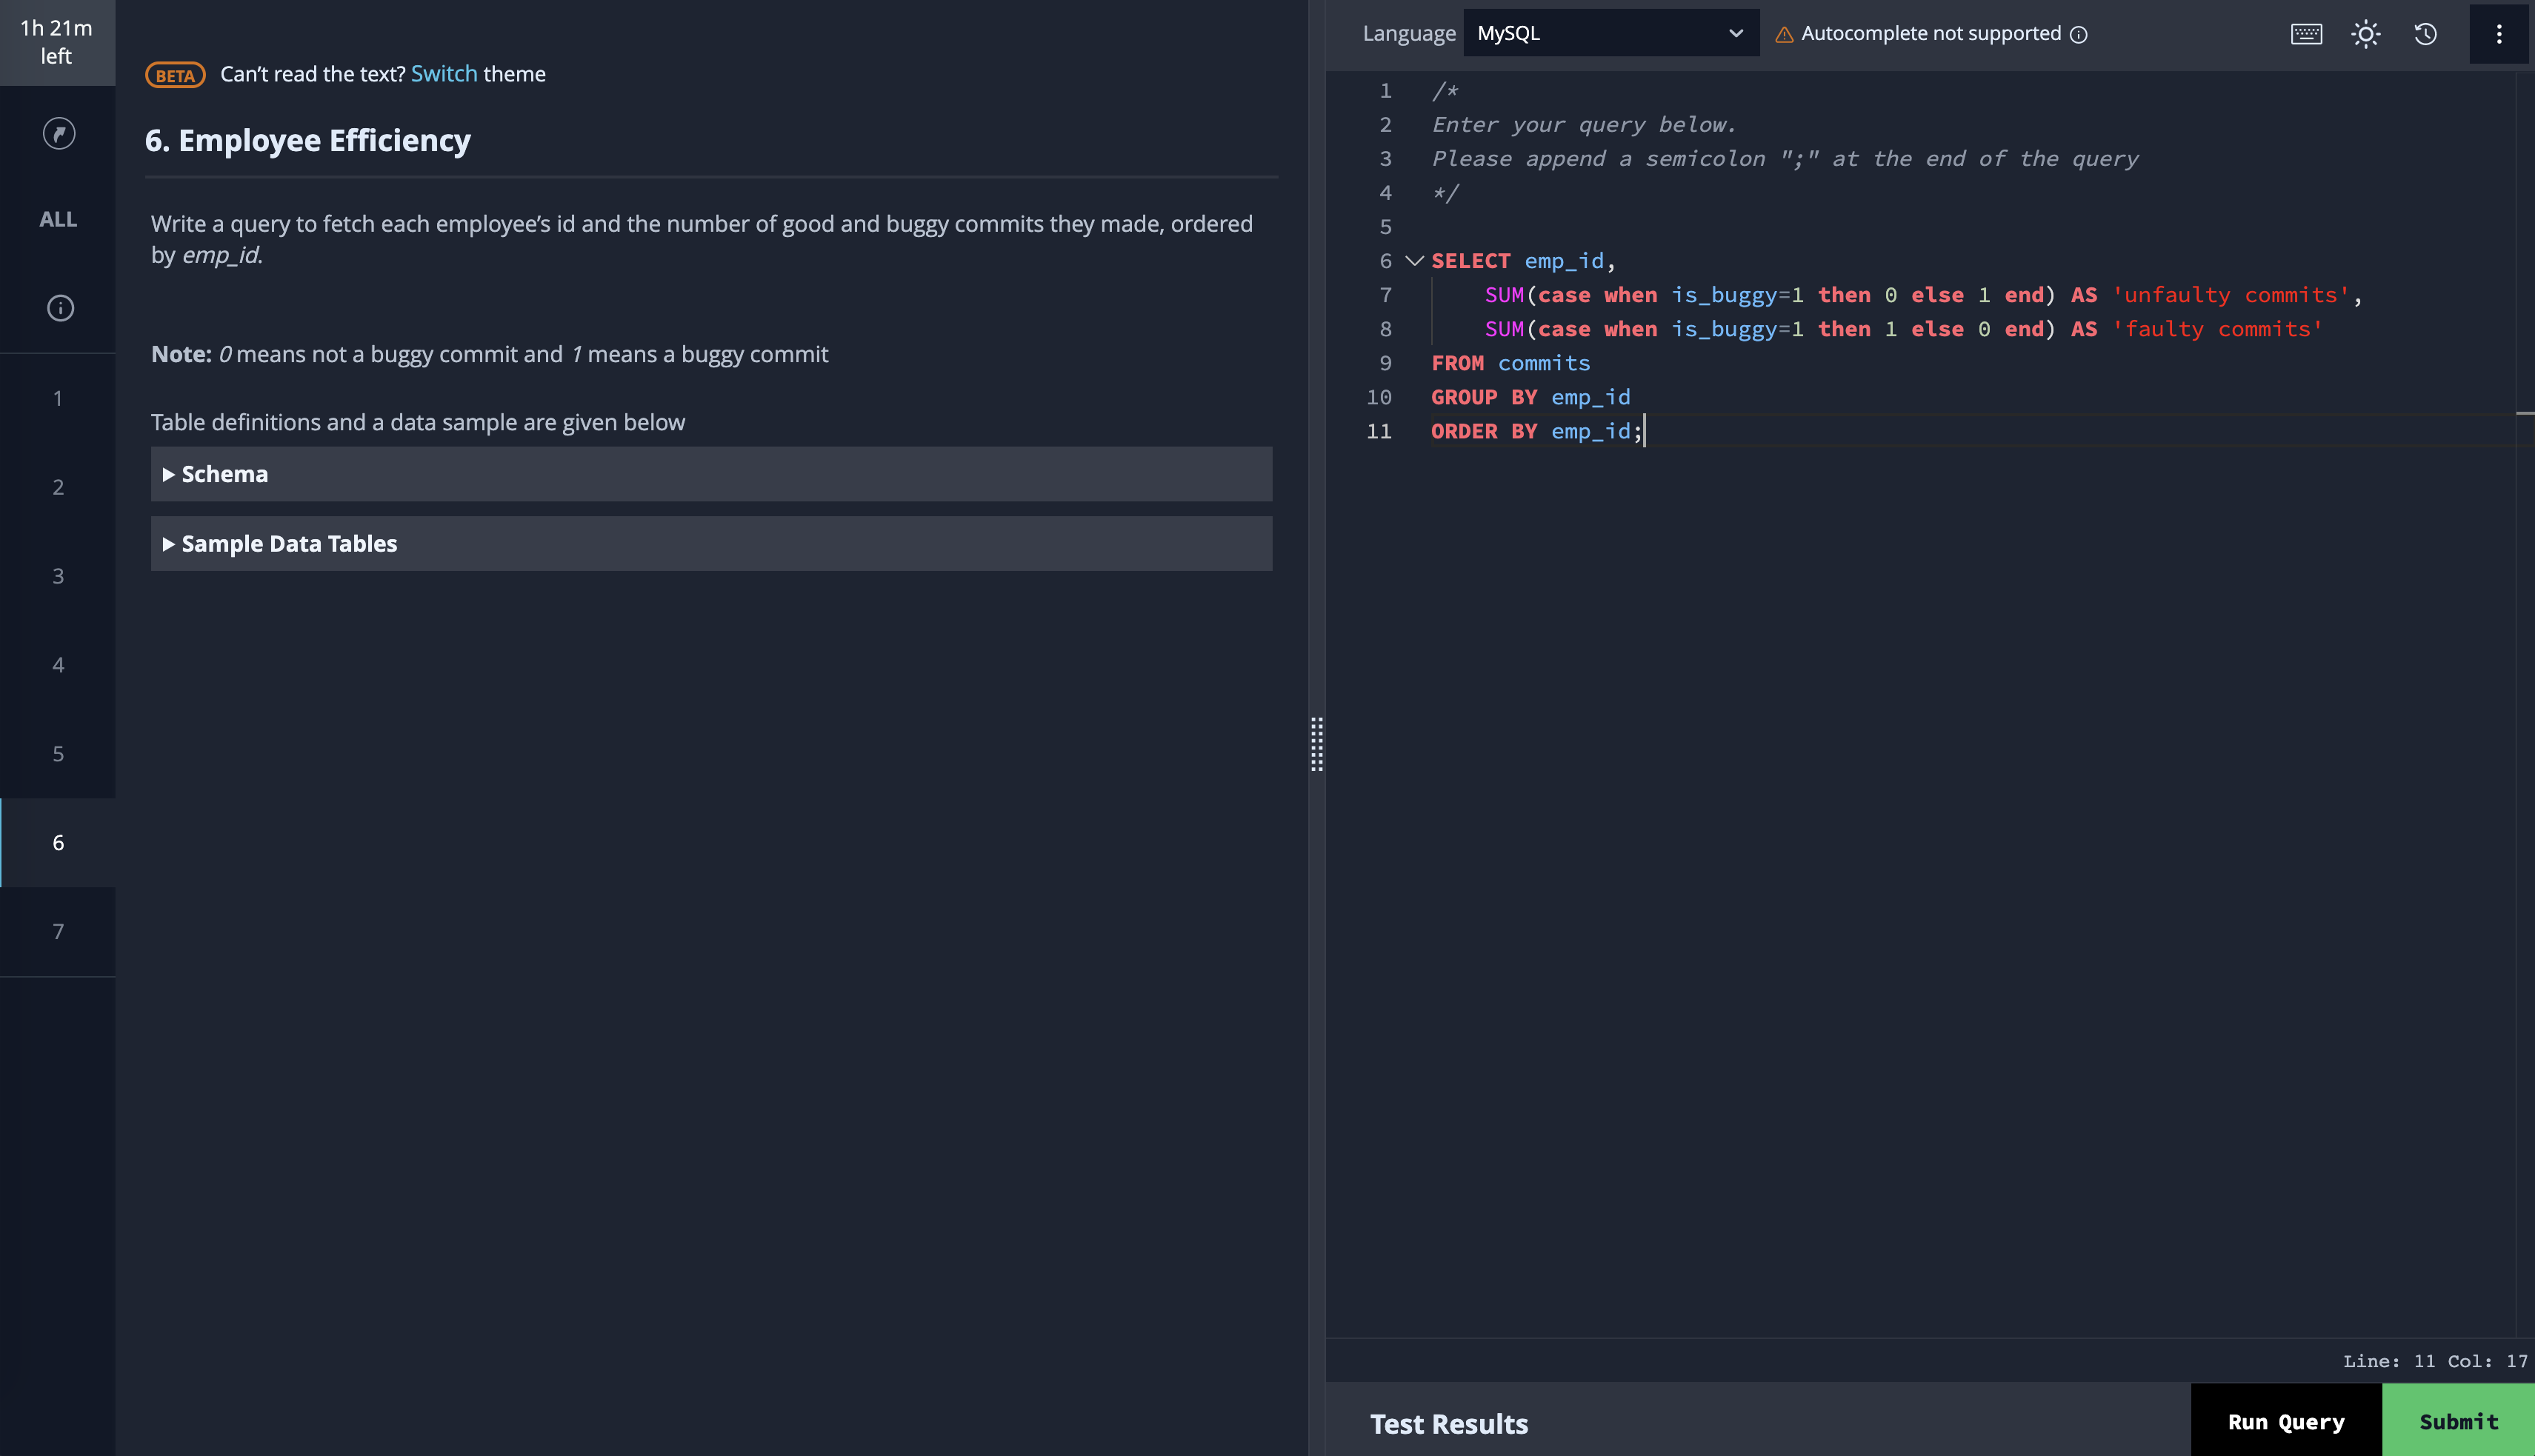 1h 21m
left
ALL
1
2
3
4
5
6
7
BETA Can’t read the text? Switch theme
6. Employee Efficiency
Write a query to fetch each employee’s id and the number of good and buggy commits they made, ordered
by emp_id.
Note: 0 means not a buggy commit and 1 means a buggy commit
Table definitions and a data sample are given below
Schema
Sample Data Tables
Language MySQL Autocomplete not supported
1 /*
2 Enter your query below.
3 Please append a semicolon ";" at the end of the query
4 */
5
6 SELECT emp_id,
7 SUM(case when is_buggy=1 then 0 else 1 end) AS 'unfaulty commits',
8 SUM(case when is_buggy=1 then 1 else 0 end) AS 'faulty commits'
9 FROM commits
10 GROUP BY emp_id
11 ORDER BY emp_id;
Line: 11 Col: 17
Test Results
Run Query
Submit